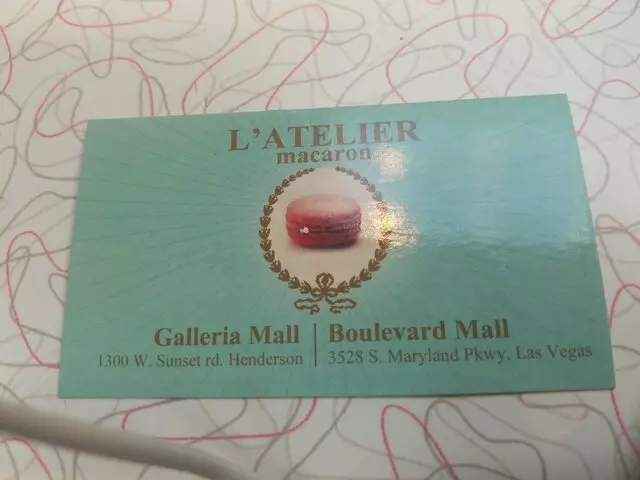 L'ATELIER
macaron
Galleria Mall | Boulevard Mall
1300 W. Sunset rd. Henderson | 3528 S. Maryland Pkwy. Las Vegas